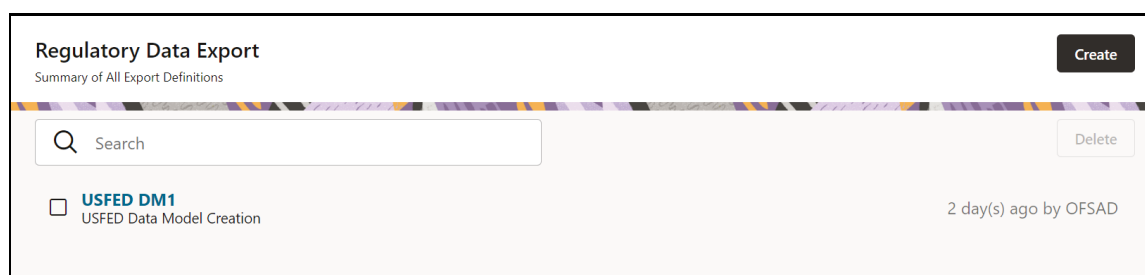 Regulatory Data Export
Create
Summary of All Export Definitions
Search
Delete
USFED DM1
USFED Data Model Creation
2 day(s) ago by OFSAD